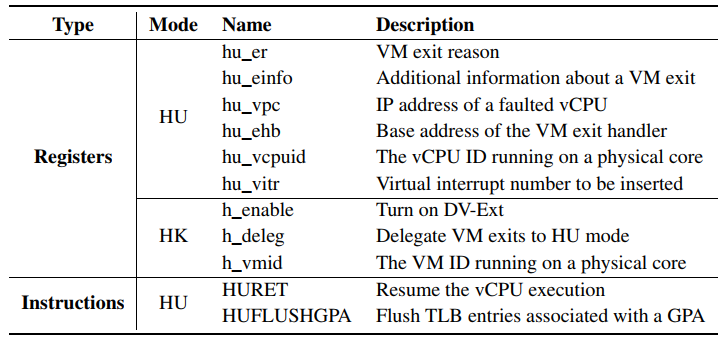 Type Mode Name Description
Registers HU hu_er VM exit reason
hu_einfo Additional information about a VM exit
hu_vpc IP address of a faulted vCPU
hu_ehb Base address of the VM exit handler
hu_vcpuid The vCPU ID running on a physical core
hu_vitr Virtual interrupt number to be inserted
HK h_enable Turn on DV-Ext
h_deleg Delegate VM exits to HU mode
h_vmid The VM ID running on a physical core
Instructions HU HURET Resume the vCPU execution
HUFLUSHGPA Flush TLB entries associated with a GPA